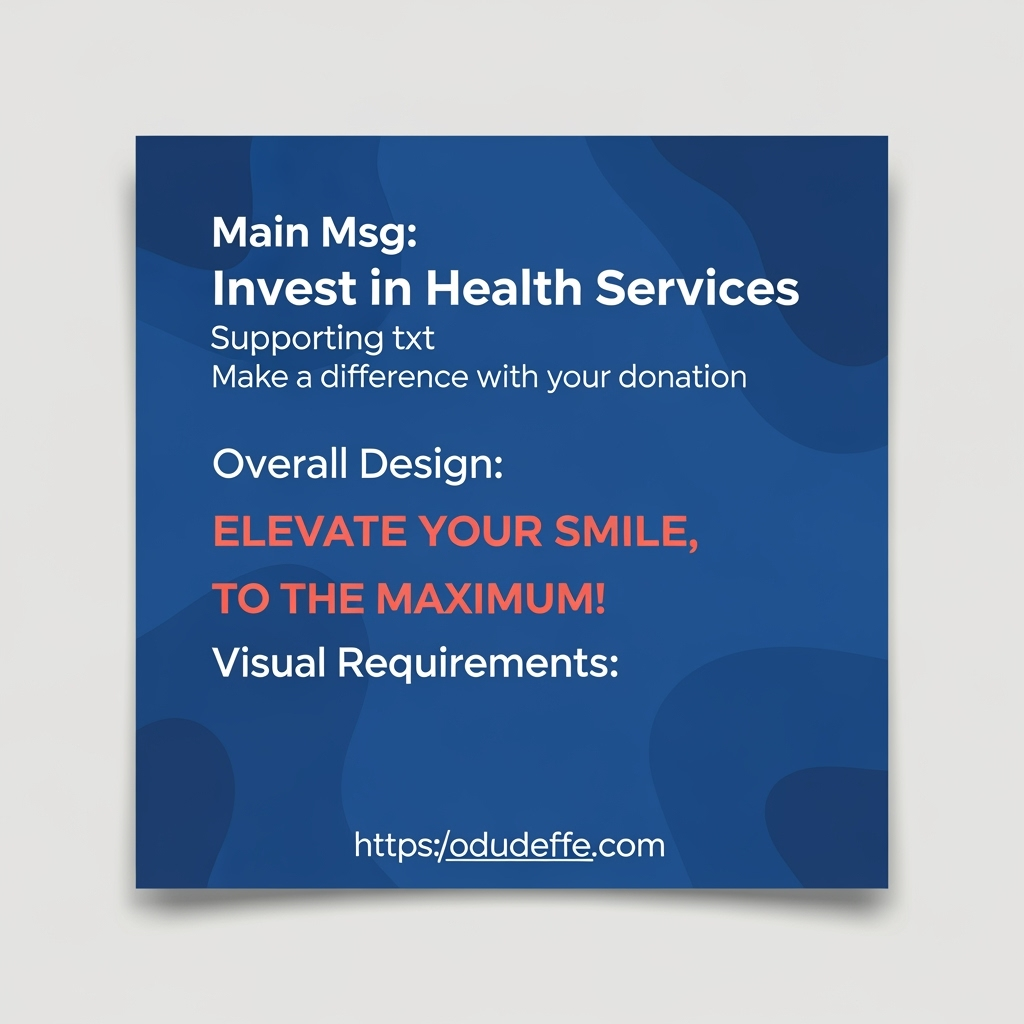 Main Msg:
Invest in Health Services
Supporting txt
Make a difference with your donation
Overall Design:
ELEVATE YOUR SMILE,
TO THE MAXIMUM!
Visual Requirements:
https:/odudeffe.com